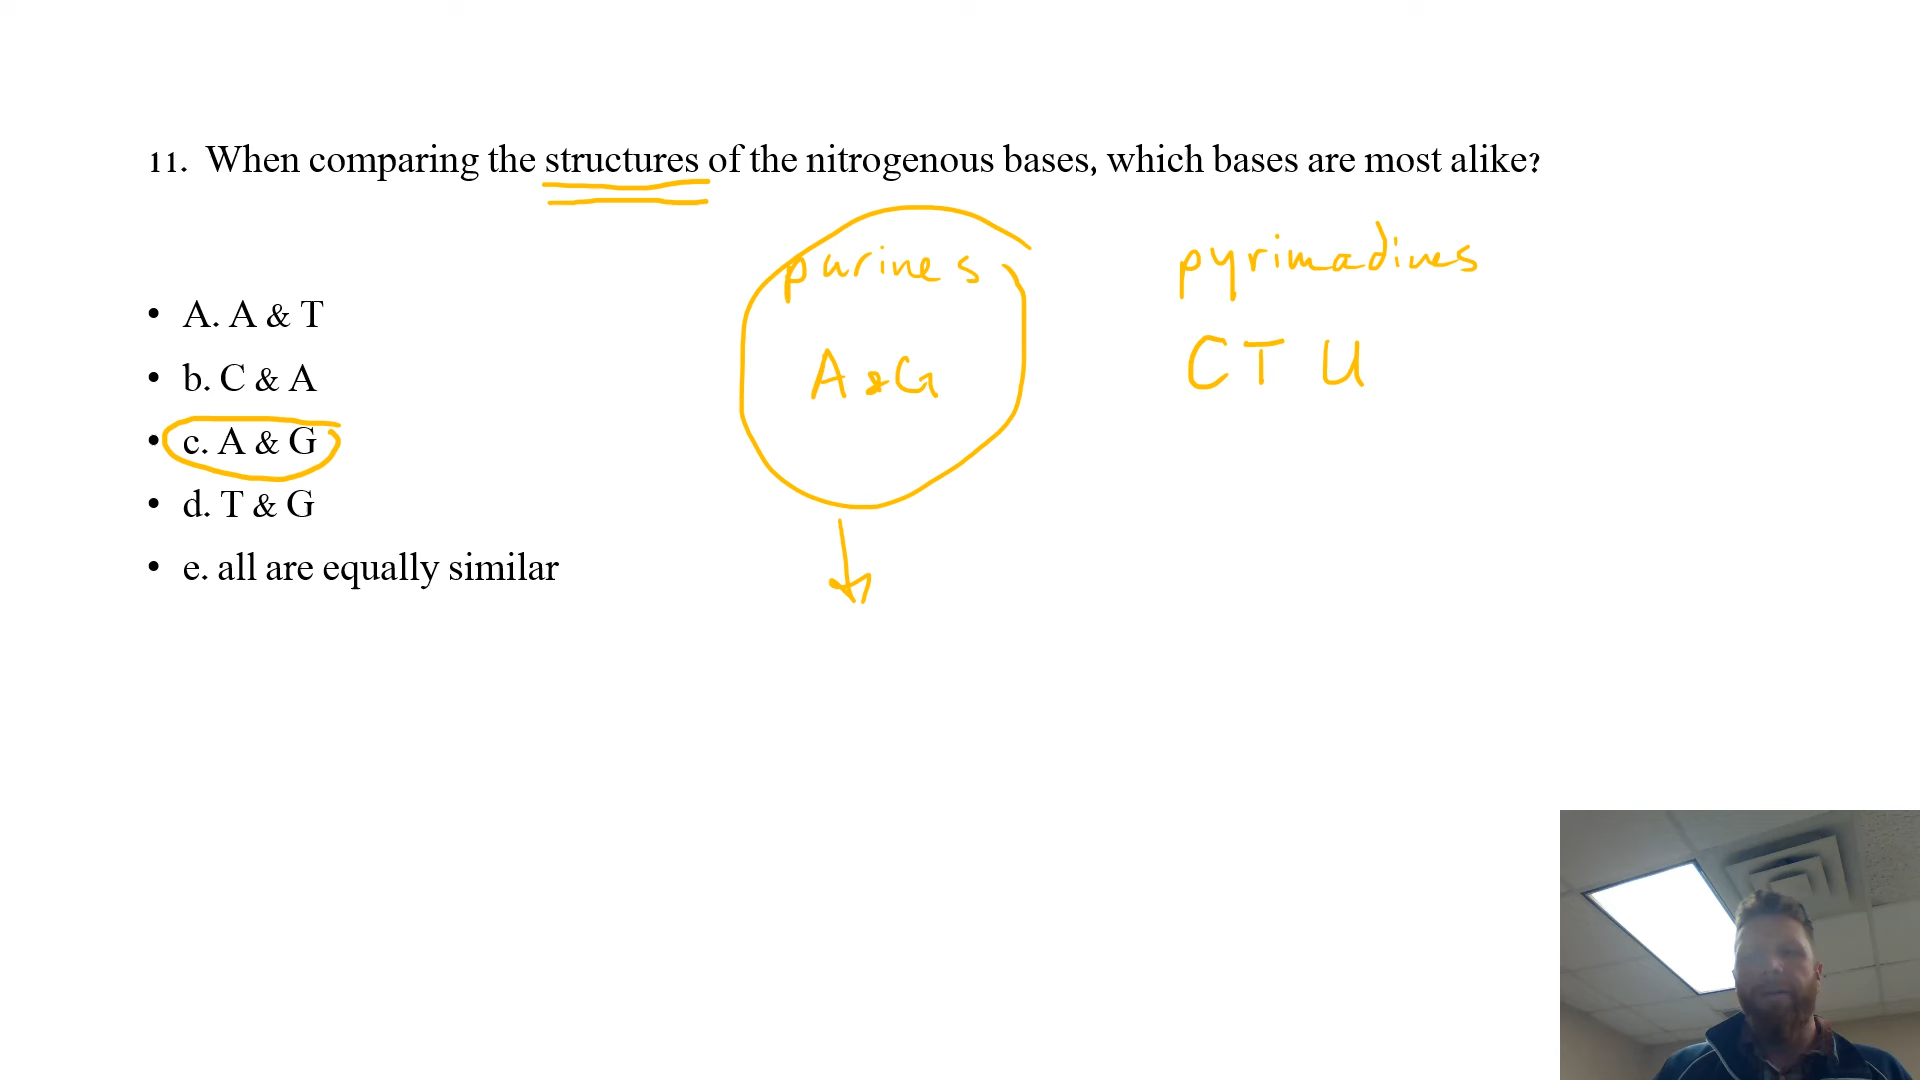 11. When comparing the structures of the nitrogenous bases, which bases are most alike?
purines
pyrimadines
• A. A & T
A & G
C T U
• b. C & A
• c. A & G
• d. T & G
• e. all are equally similar